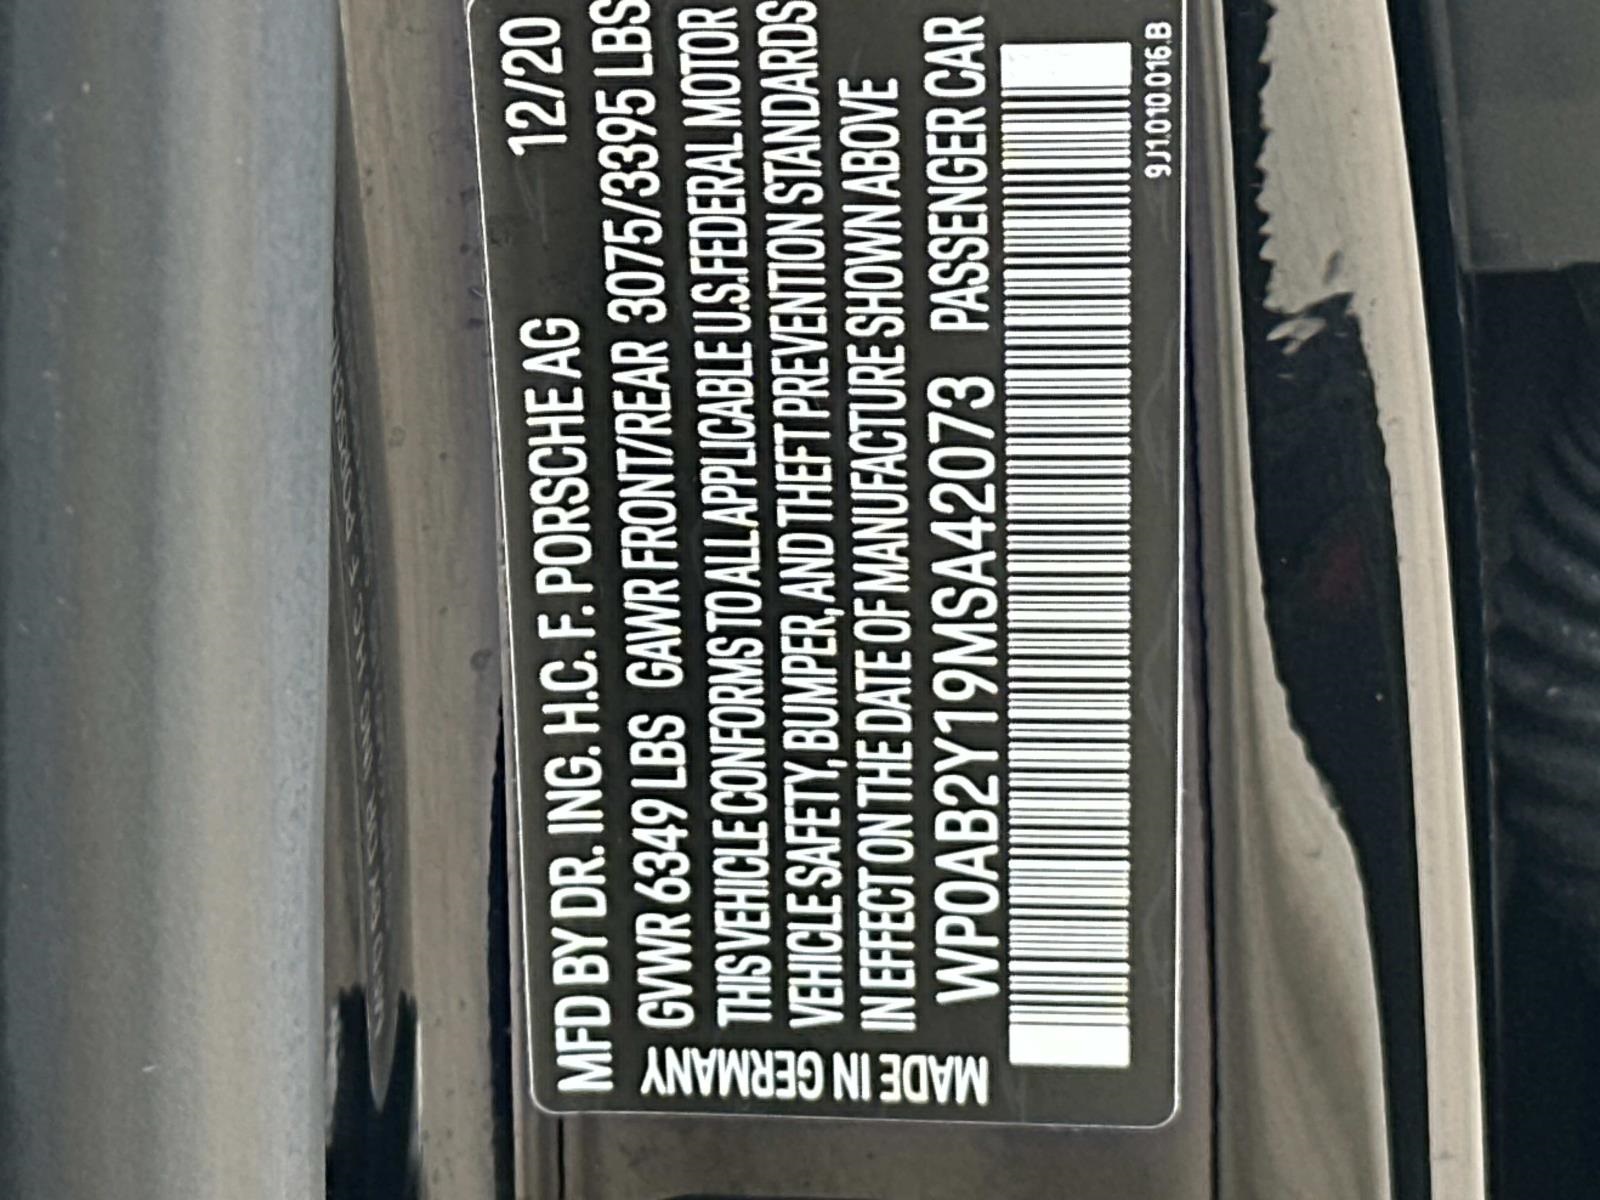 MFD BY DR. ING. H.C. F. PORSCHE AG 12/20
GVWR 6349 LBS GAWR FRONT/REAR 3075/3395 LBS
THIS VEHICLE CONFORMS TO ALL APPLICABLE U.S. FEDERAL MOTOR
VEHICLE SAFETY, BUMPER, AND THEFT PREVENTION STANDARDS
IN EFFECT ON THE DATE OF MANUFACTURE SHOWN ABOVE
WP0AB2Y19MSA42073 PASSENGER CAR
9J1.010.016.B
MADE IN GERMANY